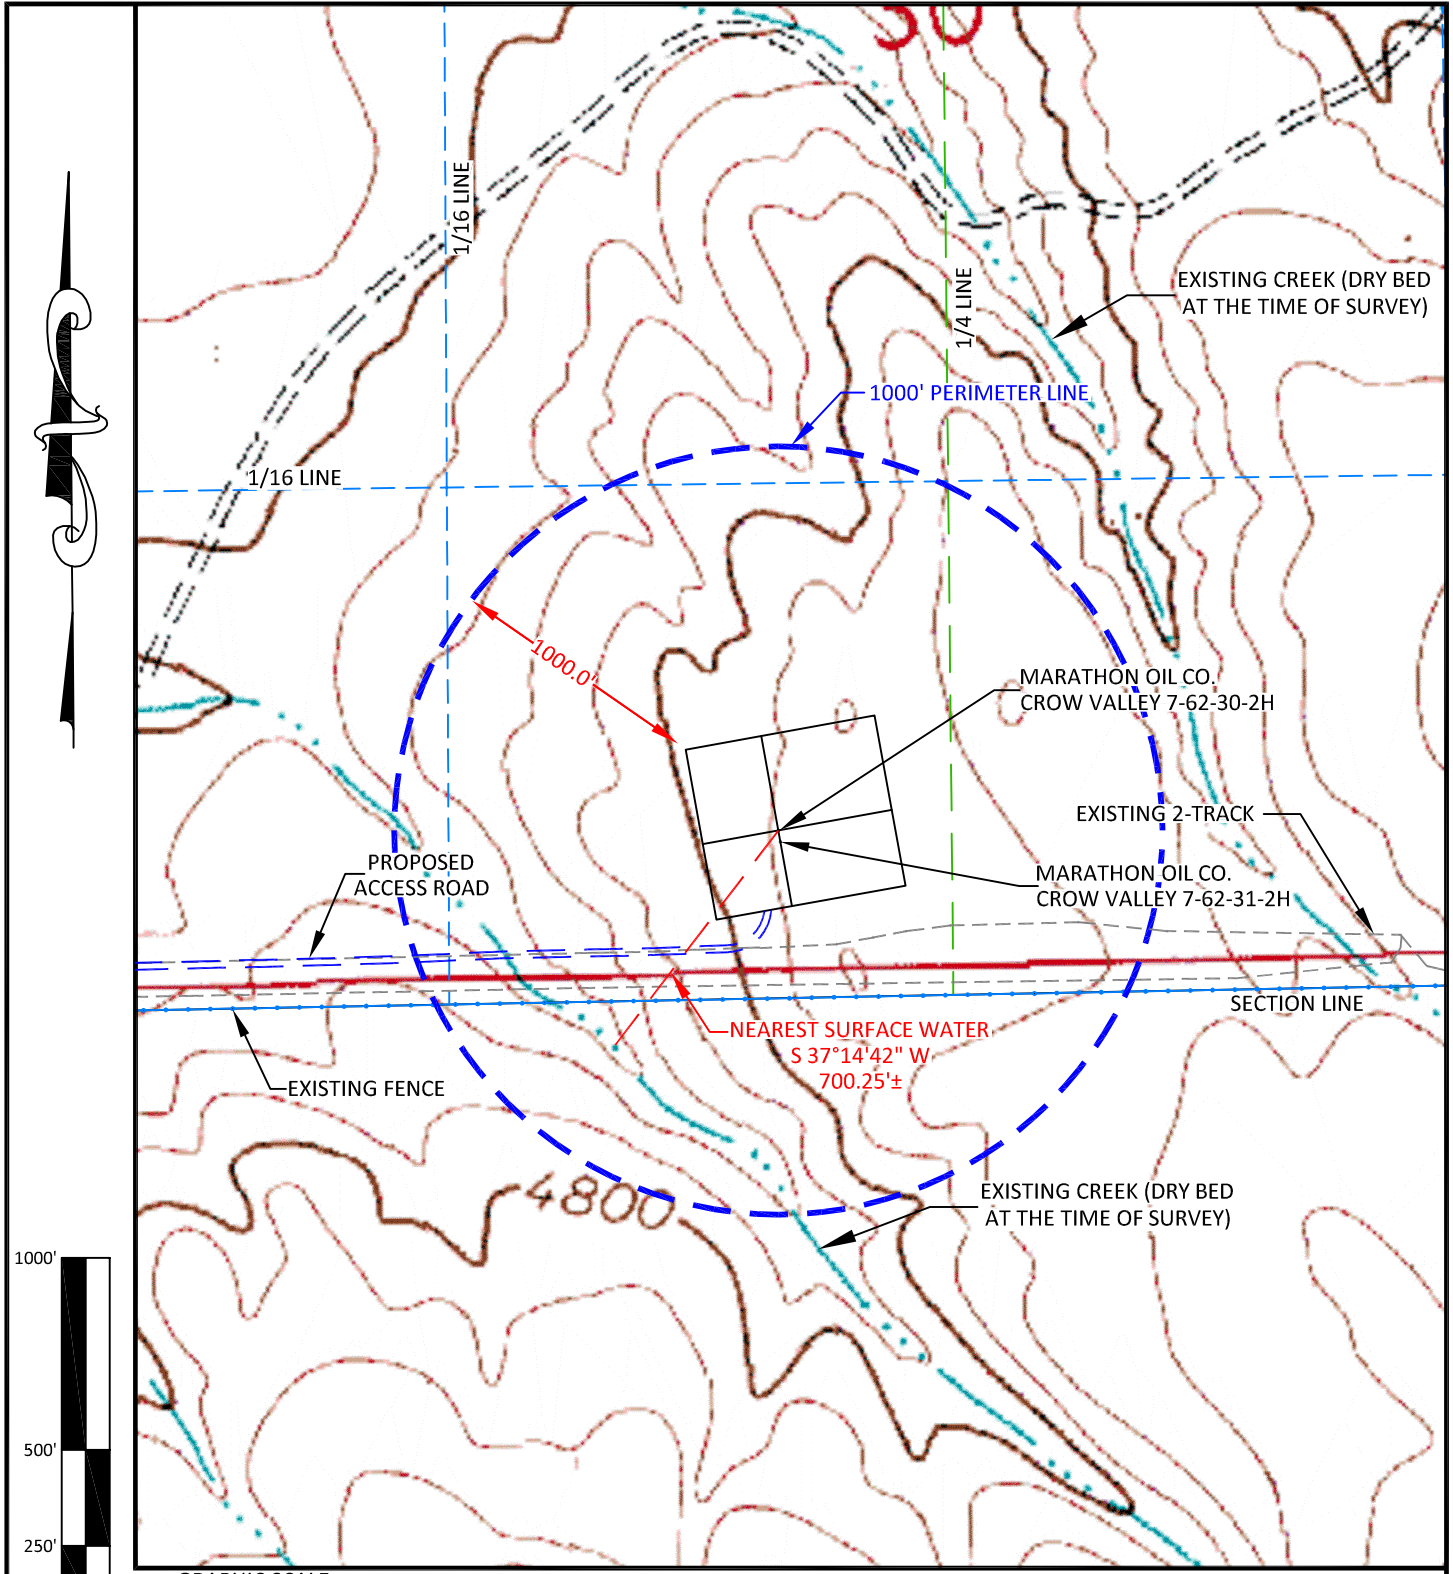 30
1/16 LINE
1/4 LINE
EXISTING CREEK (DRY BED
AT THE TIME OF SURVEY)
1000' PERIMETER LINE
1/16 LINE
1000.0'
MARATHON OIL CO.
CROW VALLEY 7-62-30-2H
EXISTING 2-TRACK
PROPOSED
ACCESS ROAD
MARATHON OIL CO.
CROW VALLEY 7-62-31-2H
SECTION LINE
NEAREST SURFACE WATER
S 37°14'42" W
700.25'±
EXISTING FENCE
4800
EXISTING CREEK (DRY BED
AT THE TIME OF SURVEY)
1000'
500'
250'
GRAPHIC SCALE